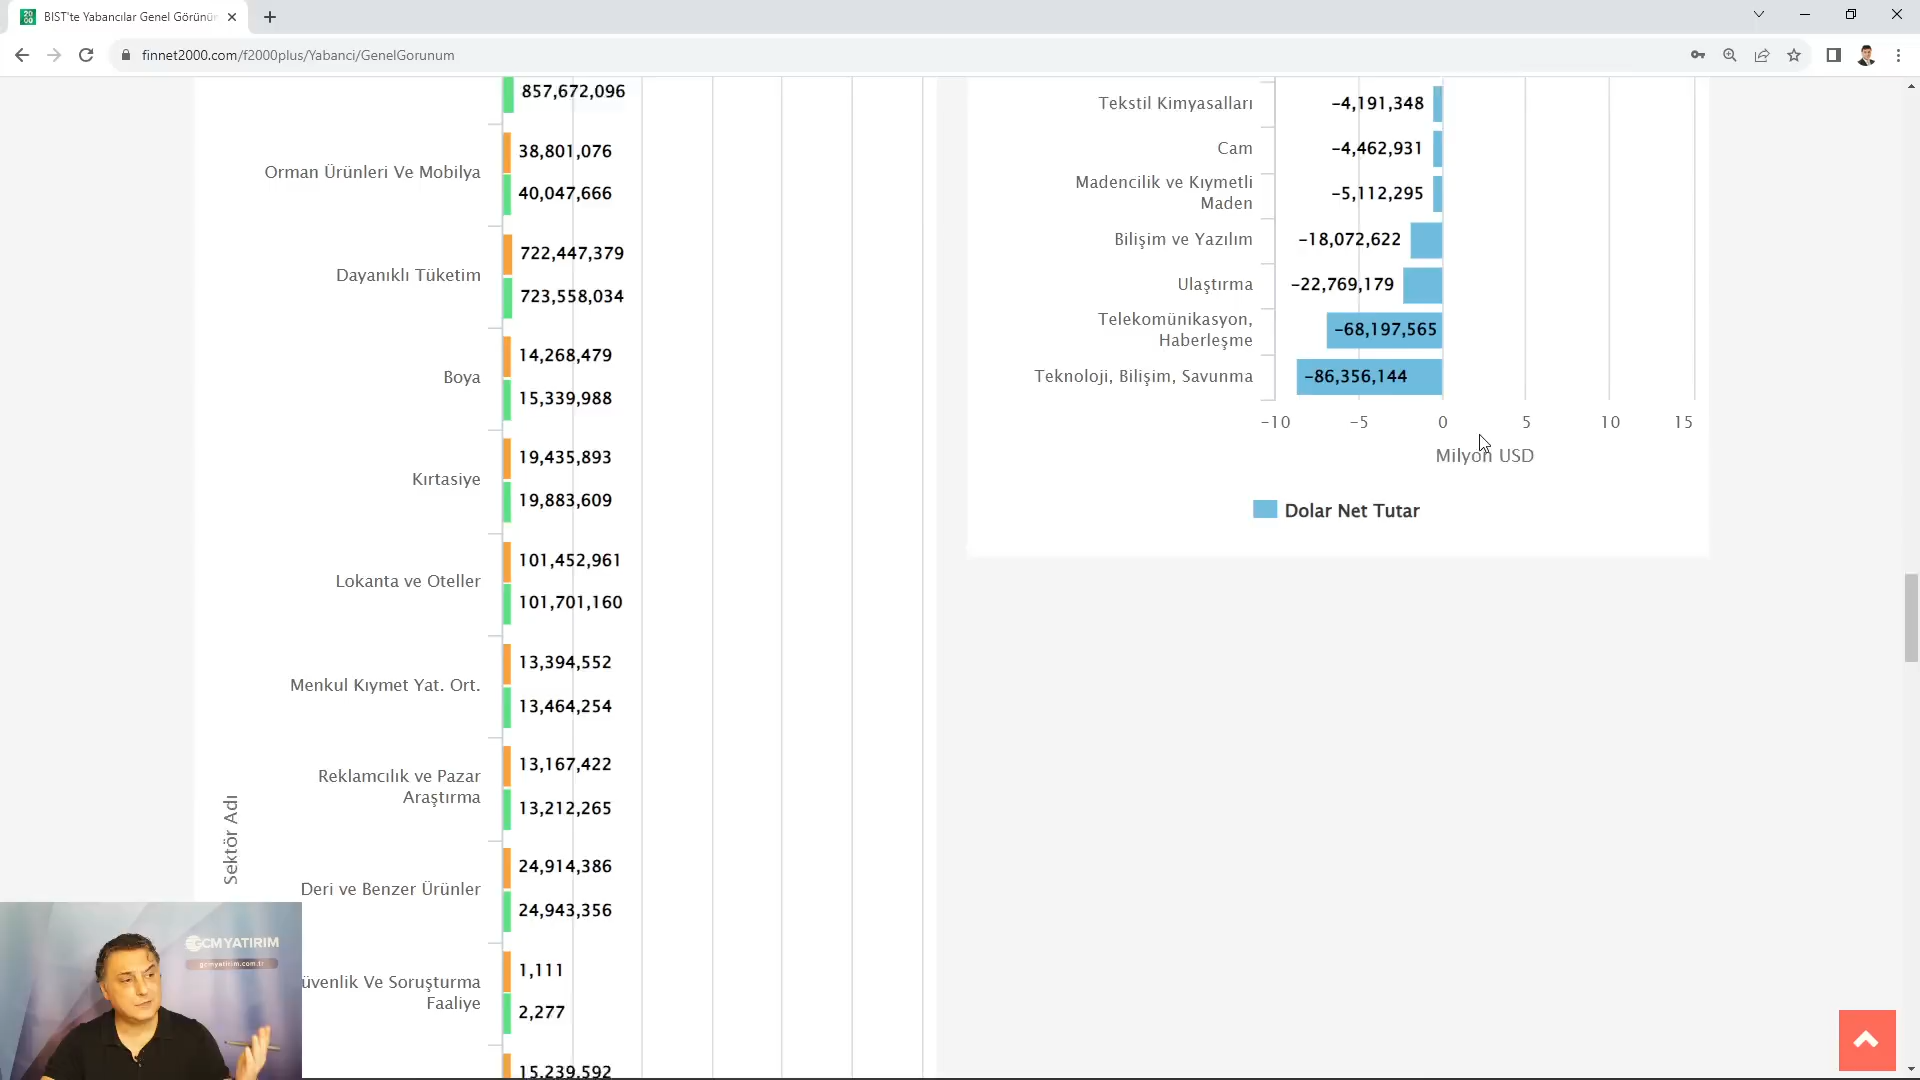 BIST'te Yabancılar Genel Görünür
finnet2000.com/f2000plus/Yabanci/GenelGorunum
857,672,096
Orman Ürünleri Ve Mobilya
38,801,076
40,047,666
Dayanıklı Tüketim
722,447,379
723,558,034
Boya
14,268,479
15,339,988
Kırtasiye
19,435,893
19,883,609
Lokanta ve Oteller
101,452,961
101,701,160
Menkul Kıymet Yat. Ort.
13,394,552
13,464,254
Reklamcılık ve Pazar
Araştırma
13,167,422
13,212,265
Deri ve Benzer Ürünler
24,914,386
24,943,356
üvenlik Ve Soruşturma
Faaliye
1,111
2,277
15,239,592
Sektör Adı
Tekstil Kimyasalları
-4,191,348
Cam
-4,462,931
Madencilik ve Kıymetli
Maden
-5,112,295
Bilişim ve Yazılım
-18,072,622
Ulaştırma
-22,769,179
Telekomünikasyon,
Haberleşme
-68,197,565
Teknoloji, Bilişim, Savunma
-86,356,144
-10 -5 0 5 10 15
Milyon USD
Dolar Net Tutar
GCM YATIRIM
gcmyatirim.com.tr